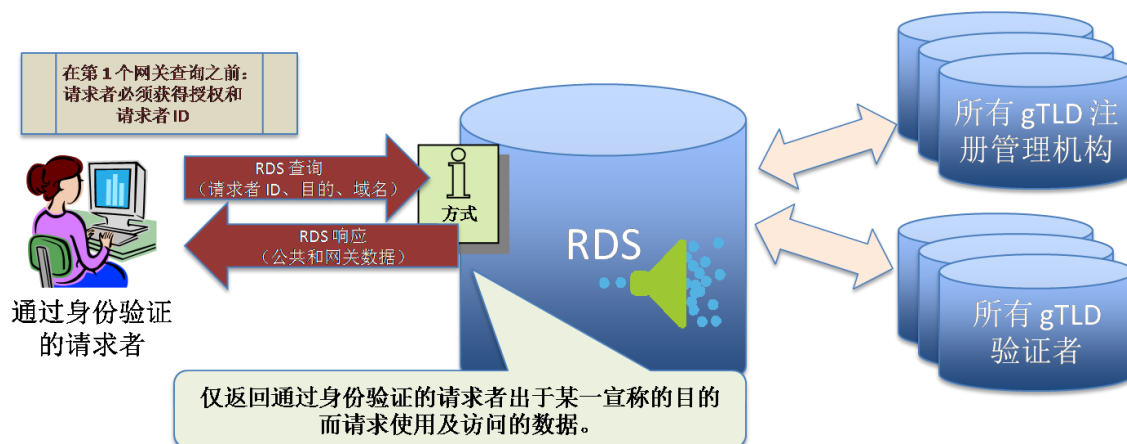 在第 1 个网关查询之前：
请求者必须获得授权和
请求者 ID
RDS 查询
（请求者 ID、目的、域名）
方式
RDS 响应
（公共和网关数据）
通过身份验证
的请求者
RDS
所有 gTLD 注
册管理机构
所有 gTLD
验证者
仅返回通过身份验证的请求者出于某一宣称的目的
而请求使用及访问的数据。